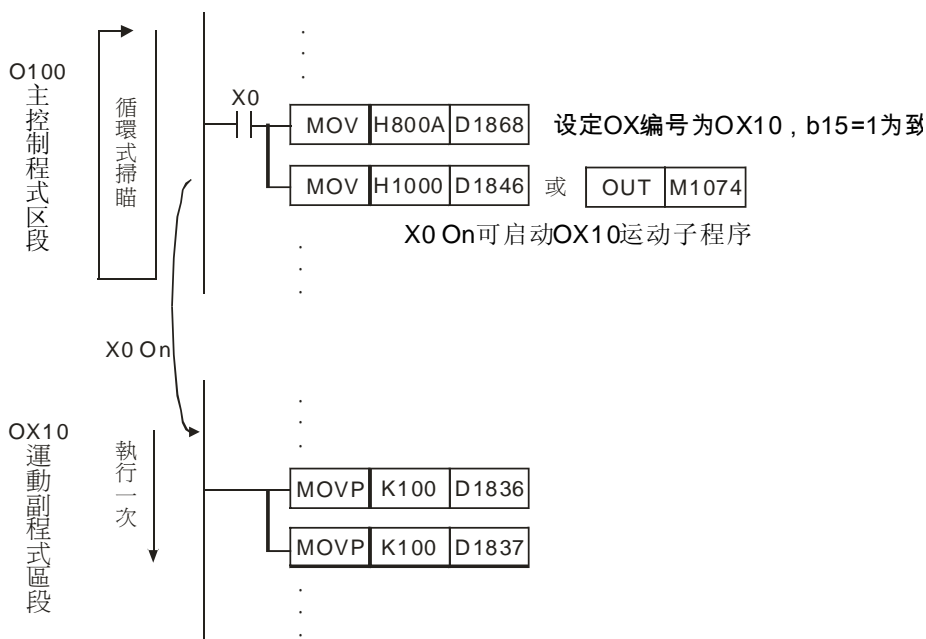 O100
主控制程式区段
循環式掃瞄
X0
MOV H800A D1868
设定OX编号为OX10 , b15=1为致
MOV H1000 D1846 或 OUT M1074
X0 On可启动OX10运动子程序
X0 On
OX10
運動副程式區段
執行一次
MOVP K100 D1836
MOVP K100 D1837